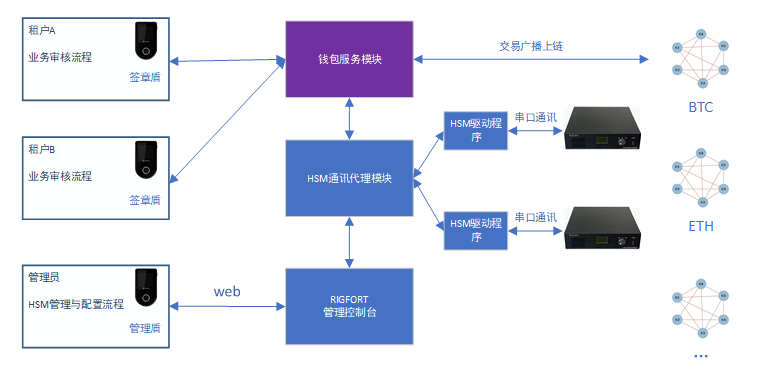 租户A
业务审核流程
签章盾
租户B
业务审核流程
签章盾
管理员
HSM管理与配置流程
管理盾
web
钱包服务模块
HSM通讯代理模块
RIGFORT
管理控制台
交易广播上链
HSM驱动程
序
串口通讯
HSM驱动程
序
串口通讯
BTC
ETH
...